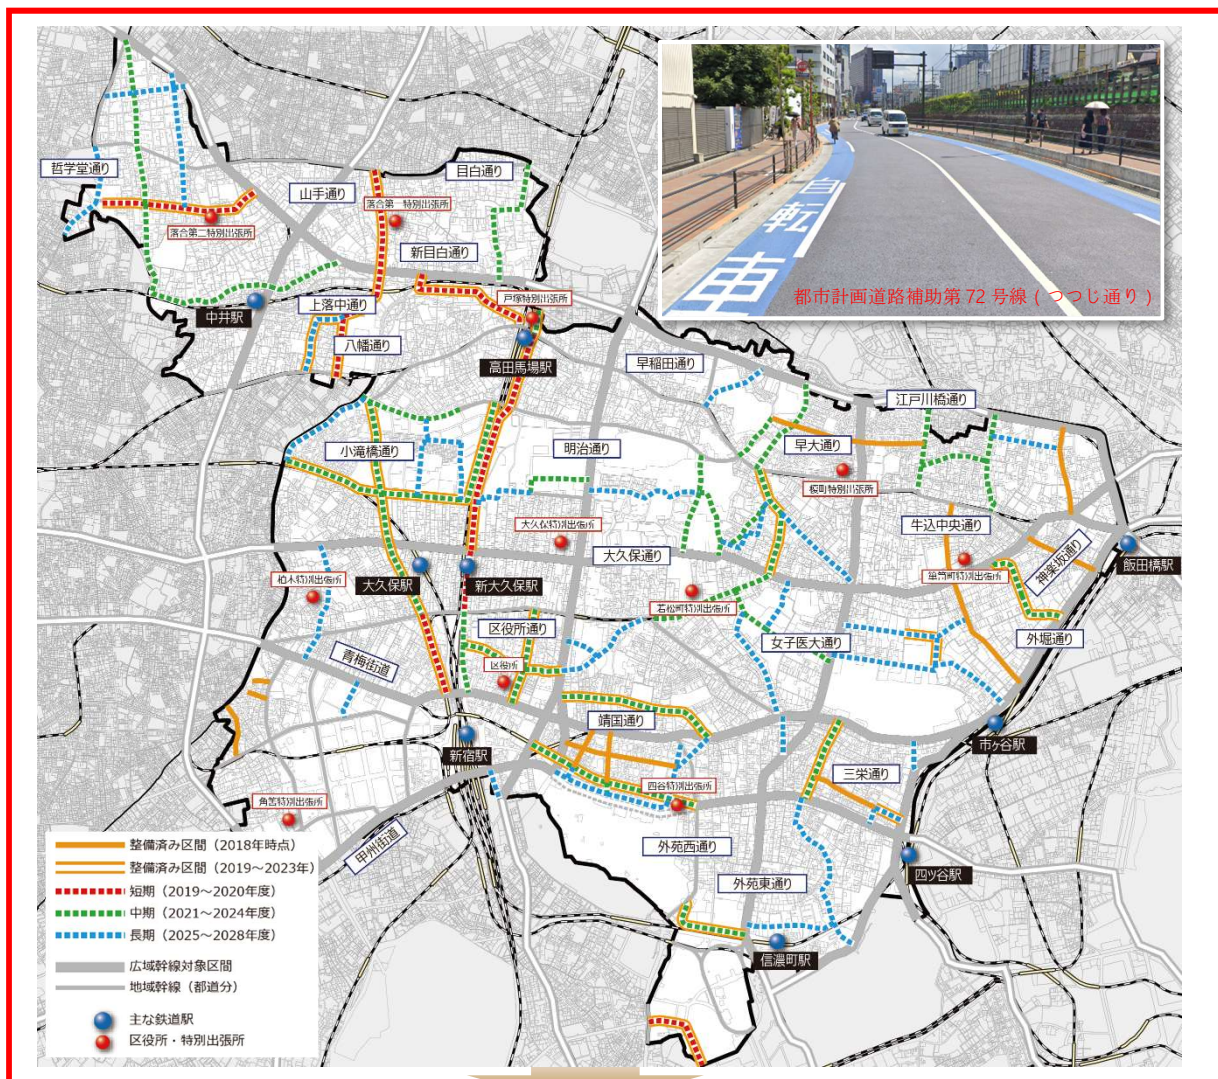 哲学堂通り
山手通り
目白通り
落合第一特別出張所
落合第二特別出張所
新目白通り
自転車
都市計画道路補助第 72 号線 ( つつじ通り )
中井駅
上落中通り
戸塚特別出張所
八幡通り
高田馬場駅
早稲田通り
江戸川橋通り
小滝橋通り
明治通り
早大通り
榎町特別出張所
大久保特別出張所
牛込中央通り
大久保通り
神楽坂通り
飯田橋駅
柏木特別出張所
大久保駅
新大久保駅
箪笥町特別出張所
若松町特別出張所
区役所通り
女子医大通り
外堀通り
青梅街道
区役所
靖国通り
新宿駅
市ヶ谷駅
三栄通り
四谷特別出張所
角筈特別出張所
甲州街道
外苑西通り
四ツ谷駅
外苑東通り
信濃町駅
整備済み区間（2018年時点）
整備済み区間（2019～2023年）
短期（2019～2020年度）
中期（2021～2024年度）
長期（2025～2028年度）
広域幹線対象区間
地域幹線（都道分）
主な鉄道駅
区役所・特別出張所